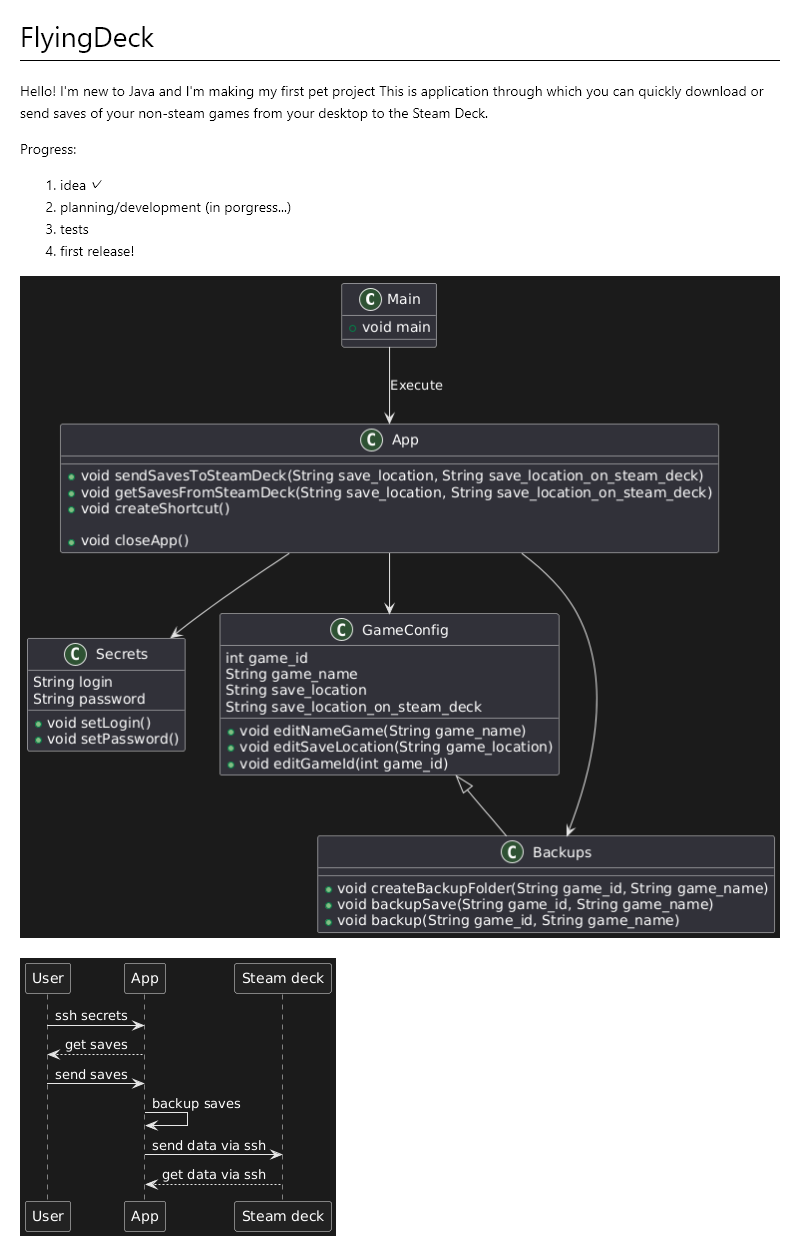 FlyingDeck
Hello! I'm new to Java and I'm making my first pet project This is application through which you can quickly download or
send saves of your non-steam games from your desktop to the Steam Deck.
Progress:
1. idea ✓
2. planning/development (in porgress...)
3. tests
4. first release!
C Main
void main
Execute
C App
void sendSavesToSteamDeck(String save_location, String save_location_on_steam_deck)
void getSavesFromSteamDeck(String save_location, String save_location_on_steam_deck)
void createShortcut()
void closeApp()
C Secrets
String login
String password
void setLogin()
void setPassword()
C GameConfig
int game_id
String game_name
String save_location
String save_location_on_steam_deck
void editNameGame(String game_name)
void editSaveLocation(String game_location)
void editGameId(int game_id)
C Backups
void createBackupFolder(String game_id, String game_name)
void backupSave(String game_id, String game_name)
void backup(String game_id, String game_name)
User App Steam deck
ssh secrets
get saves
send saves
backup saves
send data via ssh
get data via ssh
User App Steam deck